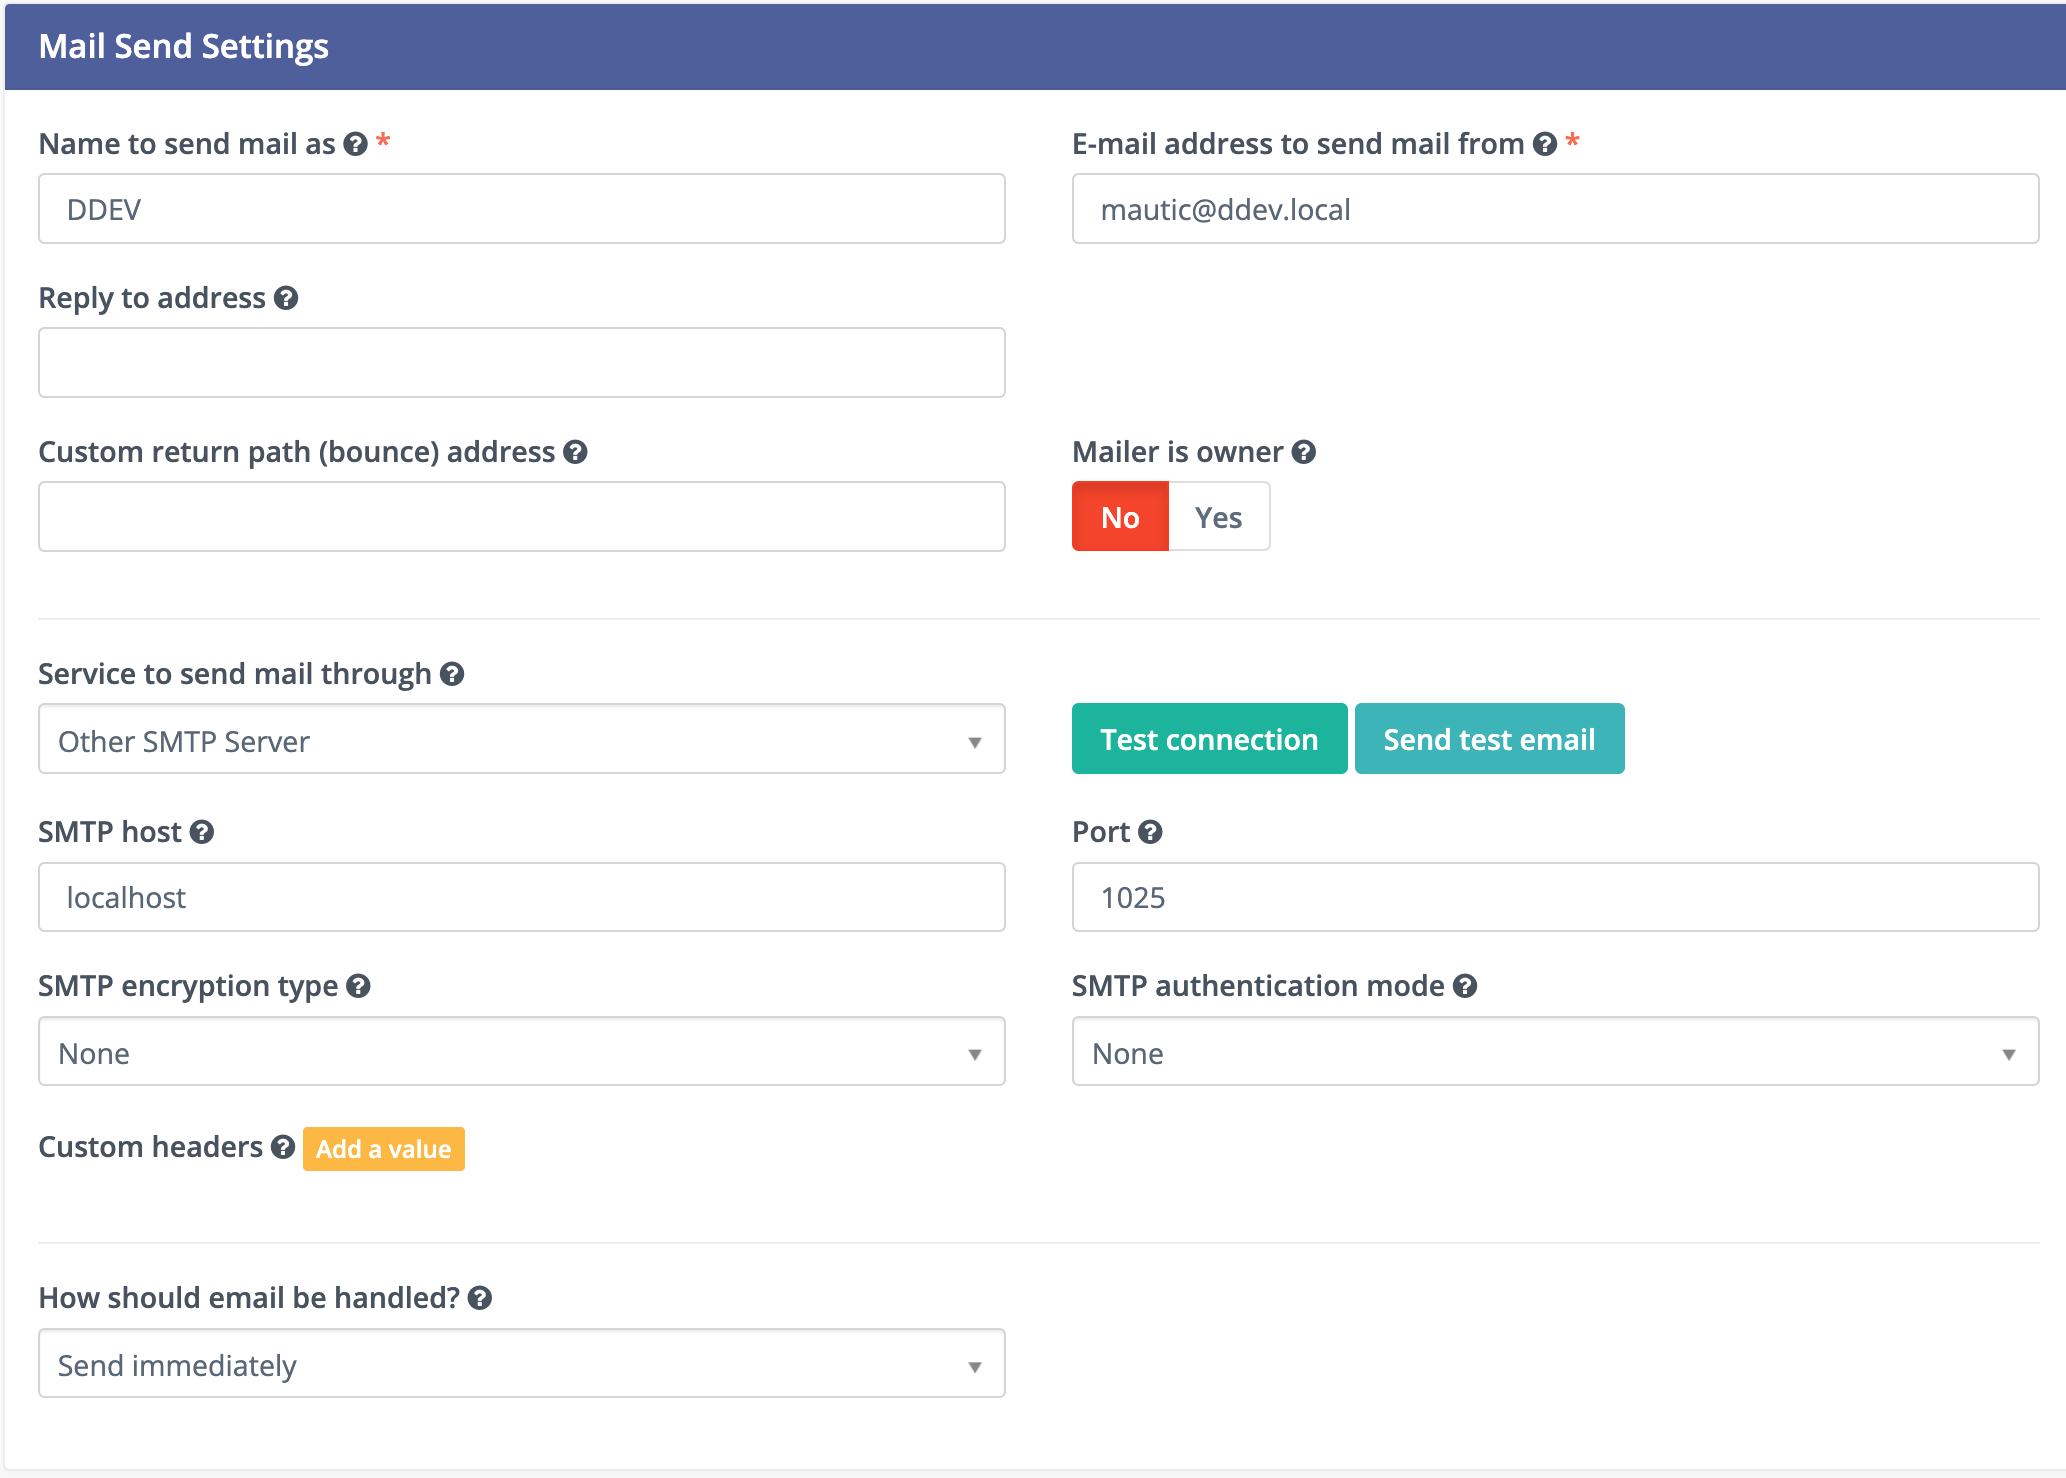 Mail Send Settings
Name to send mail as *
E-mail address to send mail from *
DDEV
mautic@ddev.local
Reply to address
Custom return path (bounce) address
Mailer is owner
No
Yes
Service to send mail through
Other SMTP Server
Test connection
Send test email
SMTP host
Port
localhost
1025
SMTP encryption type
SMTP authentication mode
None
None
Custom headers
Add a value
How should email be handled?
Send immediately